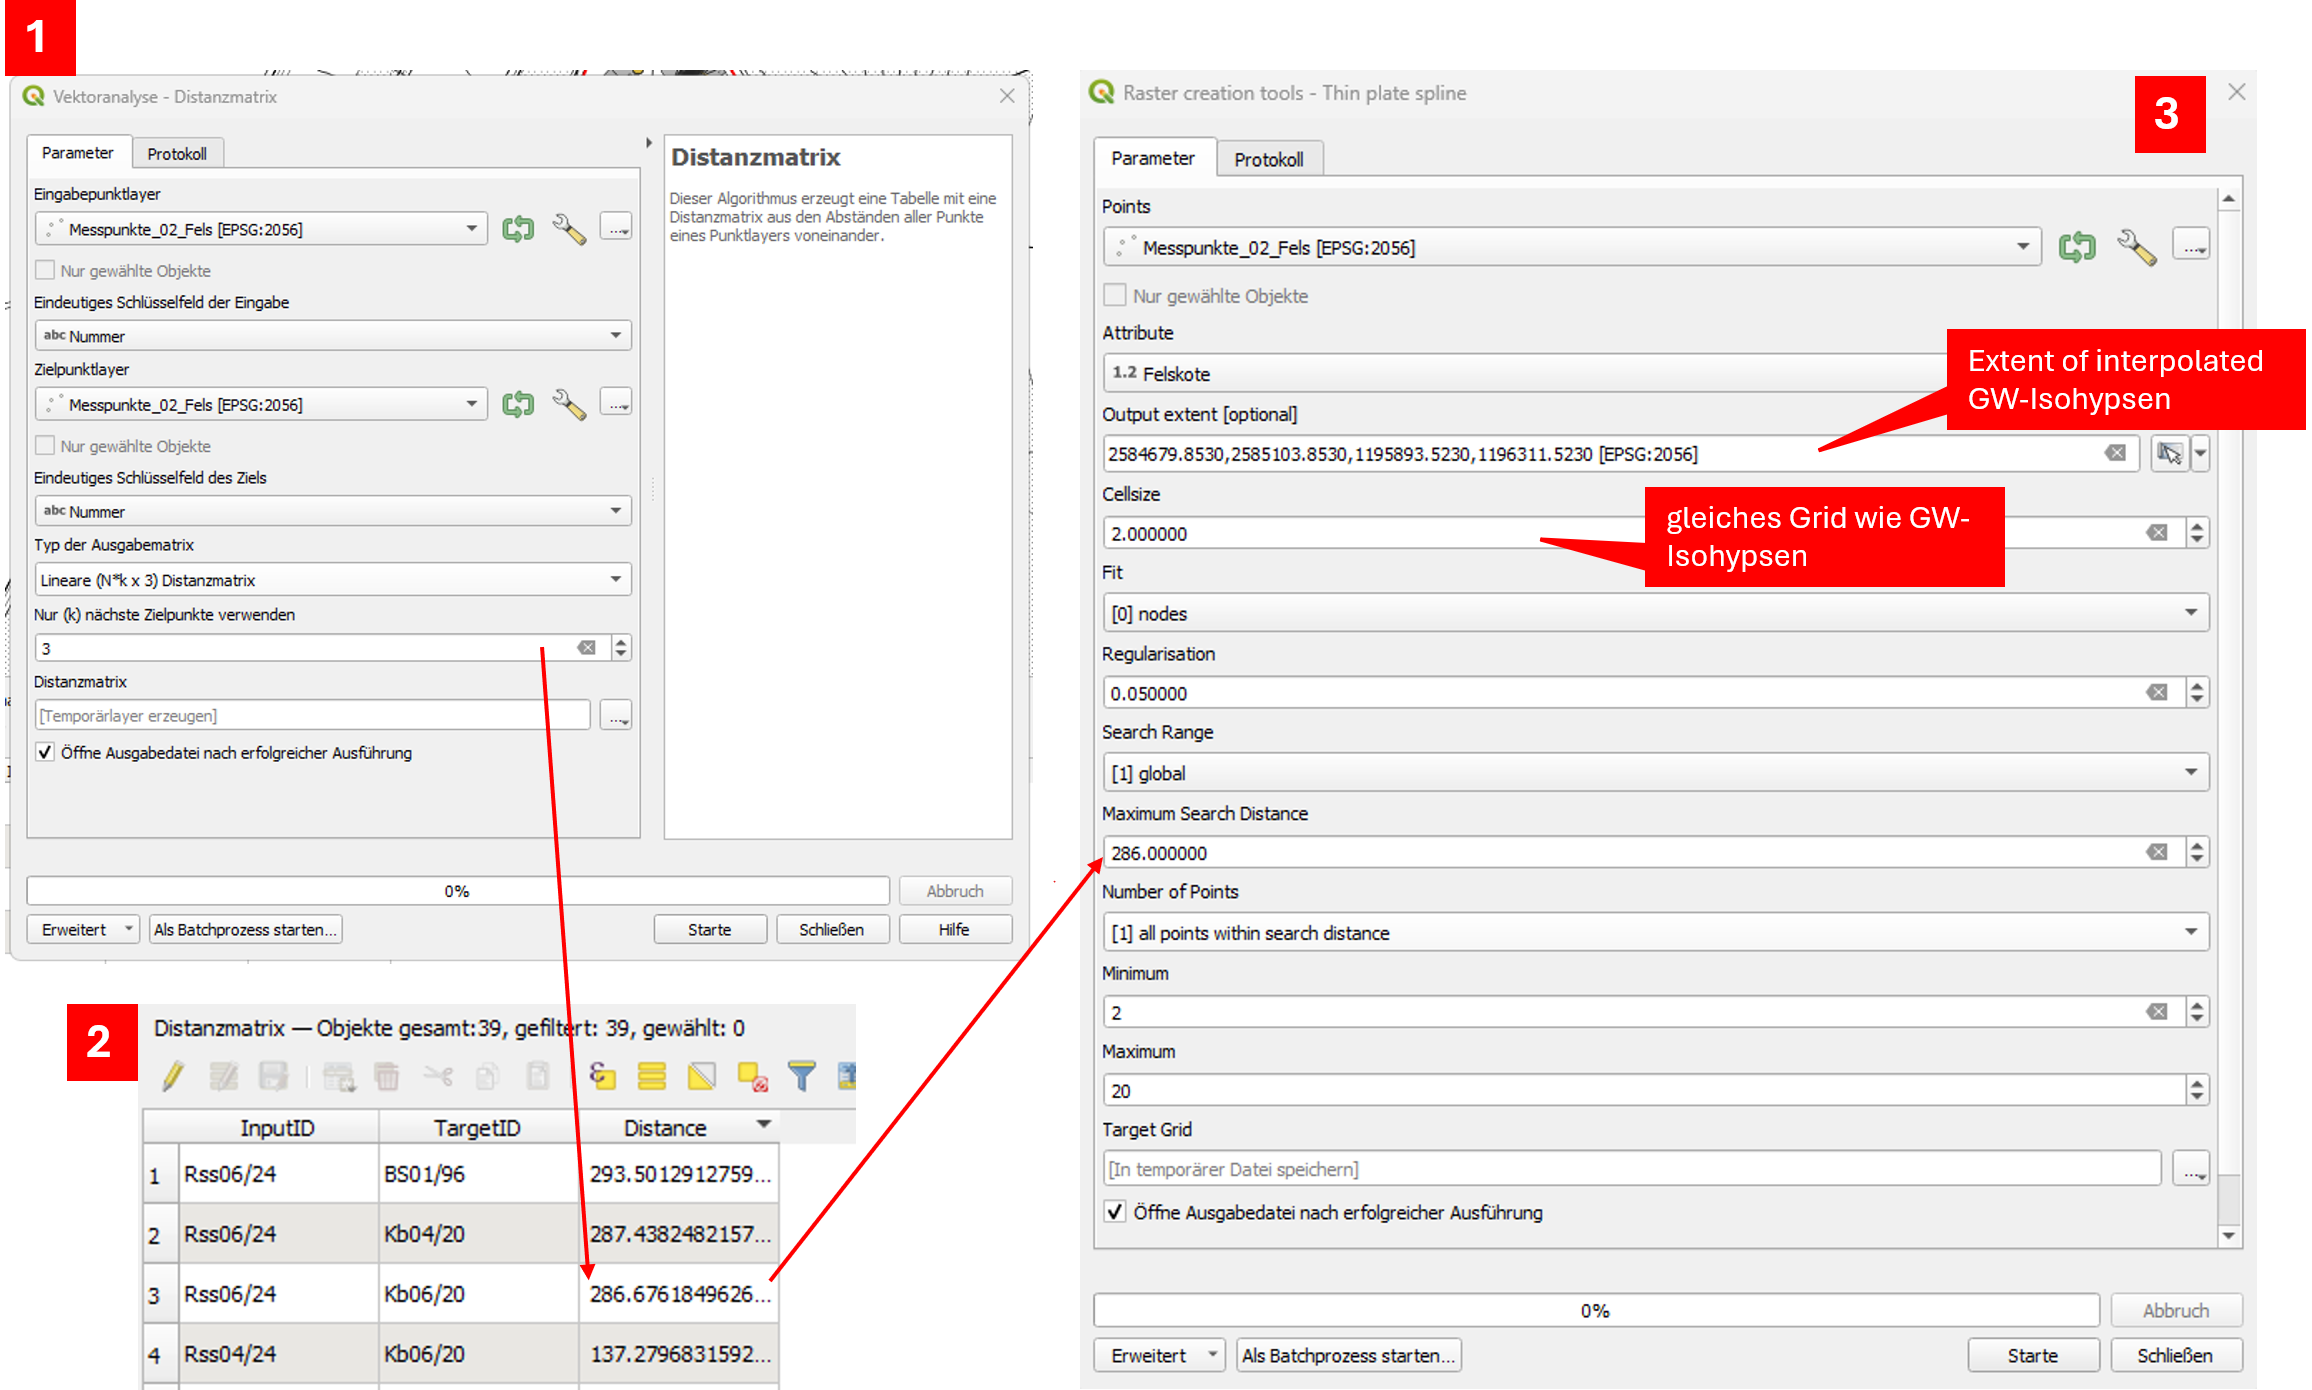 1
Vektoranalyse - Distanzmatrix
Parameter
Protokoll
Eingabepunktlayer
Messpunkte_02_Fels [EPSG:2056]
Nur gewählte Objekte
Eindeutiges Schlüsselfeld der Eingabe
abc Nummer
Zielpunktlayer
Messpunkte_02_Fels [EPSG:2056]
Nur gewählte Objekte
Eindeutiges Schlüsselfeld des Ziels
abc Nummer
Typ der Ausgabematrix
Lineare (N*k x 3) Distanzmatrix
Nur (k) nächste Zielpunkte verwenden
3
Distanzmatrix
[Temporärlayer erzeugen]
Öffne Ausgabedatei nach erfolgreicher Ausführung
Distanzmatrix
Dieser Algorithmus erzeugt eine Tabelle mit eine
Distanzmatrix aus den Abständen aller Punkte
eines Punktlayers voneinander.
0%
Abbruch
Erweitert
Als Batchprozess starten...
Starte
Schließen
Hilfe
2
Distanzmatrix — Objekte gesamt:39, gefiltert: 39, gewählt: 0
InputID TargetID Distance
1 Rss06/24 BS01/96 293.5012912759...
2 Rss06/24 Kb04/20 287.4382482157...
3 Rss06/24 Kb06/20 286.6761849626...
4 Rss04/24 Kb06/20 137.2796831592...
3
Raster creation tools - Thin plate spline
Parameter
Protokoll
Points
Messpunkte_02_Fels [EPSG:2056]
Nur gewählte Objekte
Attribute
1.2 Felskote
Extent of interpolated
GW-Isohypsen
Output extent [optional]
2584679.8530,2585103.8530,1195893.5230,1196311.5230 [EPSG:2056]
Cellsize
2.000000
gleiches Grid wie GW-
Isohypsen
Fit
[0] nodes
Regularisation
0.050000
Search Range
[1] global
Maximum Search Distance
286.000000
Number of Points
[1] all points within search distance
Minimum
2
Maximum
20
Target Grid
[In temporärer Datei speichern]
Öffne Ausgabedatei nach erfolgreicher Ausführung
0%
Abbruch
Erweitert
Als Batchprozess starten...
Starte
Schließen